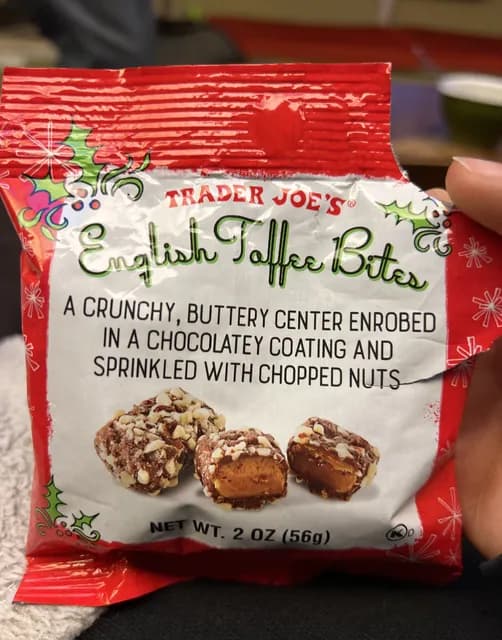 TRADER JOE'S®
English Toffee Bites
A CRUNCHY, BUTTERY CENTER ENROBED
IN A CHOCOLATEY COATING AND
SPRINKLED WITH CHOPPED NUTS
NET WT. 2 OZ (56g)
K D